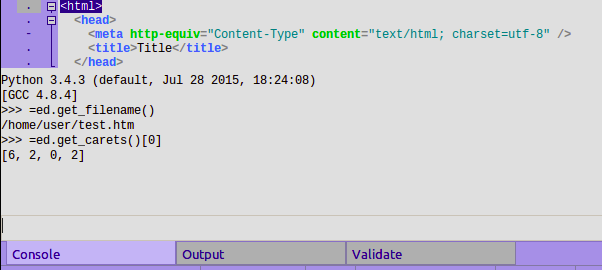 <html>
<head>
<meta http-equiv="Content-Type" content="text/html; charset=utf-8" />
<title>Title</title>
</head>
Python 3.4.3 (default, Jul 28 2015, 18:24:08)
[GCC 4.8.4]
>>> =ed.get_filename()
/home/user/test.htm
>>> =ed.get_carets()[0]
[6, 2, 0, 2]
Console Output Validate